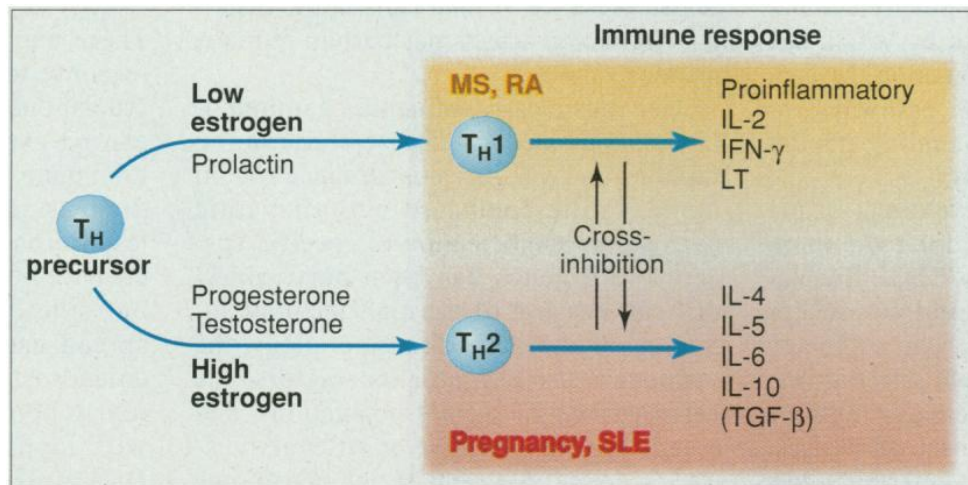 Immune response
MS, RA
Low
estrogen
Prolactin
TH1
Proinflammatory
IL-2
IFN-γ
LT
TH
precursor
Cross-
inhibition
Progesterone
Testosterone
High
estrogen
TH2
IL-4
IL-5
IL-6
IL-10
(TGF-β)
Pregnancy, SLE